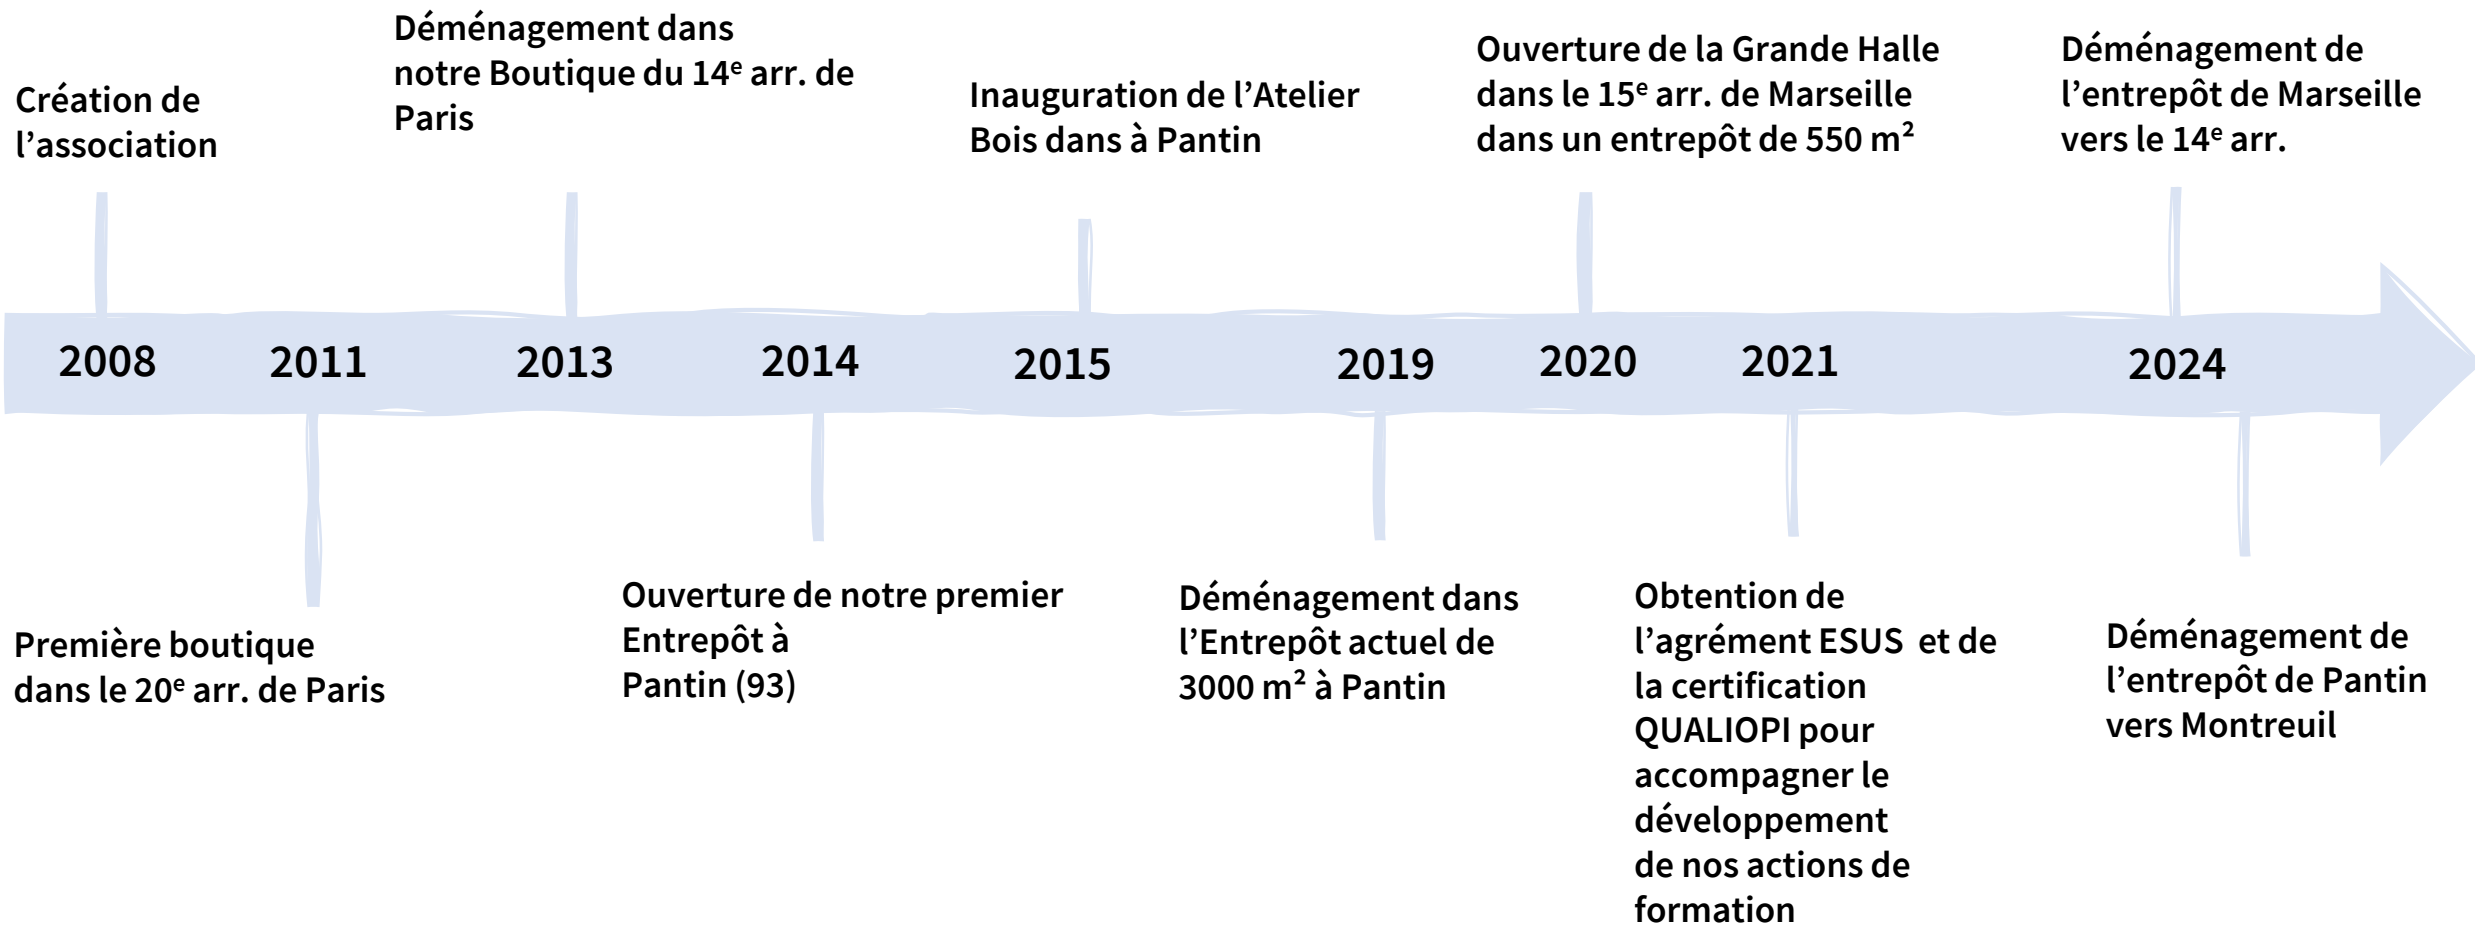 Création de
l’association
Déménagement dans
notre Boutique du 14ᵉ arr. de
Paris
Inauguration de l’Atelier
Bois dans à Pantin
Ouverture de la Grande Halle
dans le 15ᵉ arr. de Marseille
dans un entrepôt de 550 m²
Déménagement de
l’entrepôt de Marseille
vers le 14ᵉ arr.
2008 2011 2013 2014 2015 2019 2020 2021 2024
Première boutique
dans le 20ᵉ arr. de Paris
Ouverture de notre premier
Entrepôt à
Pantin (93)
Déménagement dans
l’Entrepôt actuel de
3000 m² à Pantin
Obtention de
l’agrément ESUS et de
la certification
QUALIOPI pour
accompagner le
développement
de nos actions de
formation
Déménagement de
l’entrepôt de Pantin
vers Montreuil